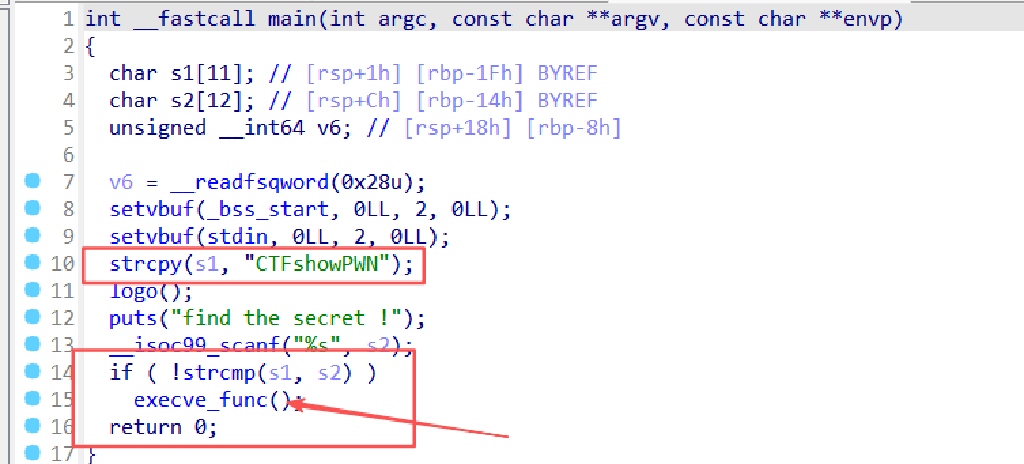 1 int __fastcall main(int argc, const char **argv, const char **envp)
2 {
3 char s1[11]; // [rsp+1h] [rbp-1Fh] BYREF
4 char s2[12]; // [rsp+Ch] [rbp-14h] BYREF
5 unsigned __int64 v6; // [rsp+18h] [rbp-8h]
6
7 v6 = __readfsqword(0x28u);
8 setvbuf(_bss_start, 0LL, 2, 0LL);
9 setvbuf(stdin, 0LL, 2, 0LL);
10 strcpy(s1, "CTFshowPWN");
11 logo();
12 puts("find the secret !");
13 __isoc99_scanf("%s", s2);
14 if ( !strcmp(s1, s2) )
15 execve_func();
16 return 0;
17 }